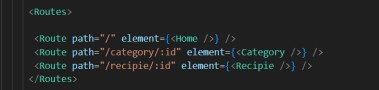 <Routes>
<Route path="/" element={<Home />} />
<Route path="/category/:id" element={<Category />} />
<Route path="/recipie/:id" element={<Recipie />} />
</Routes>